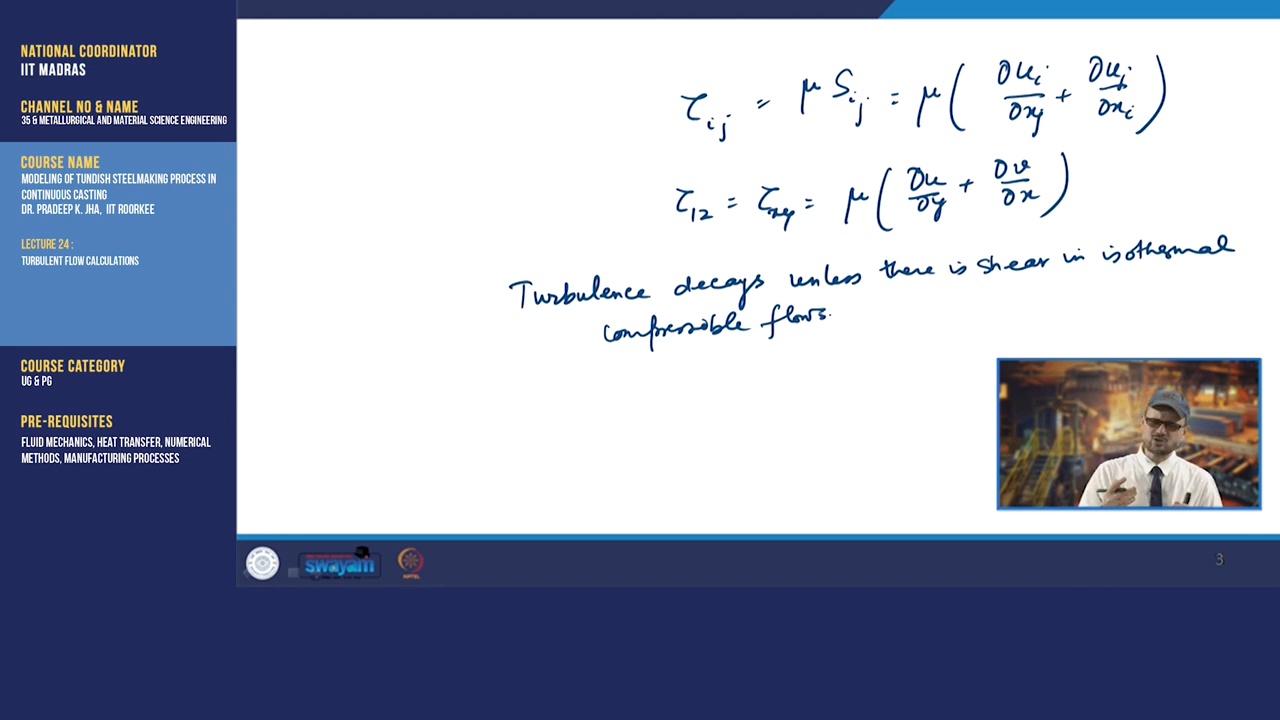 NATIONAL COORDINATOR
IIT MADRAS
CHANNEL NO & NAME
35 & METALLURGICAL AND MATERIAL SCIENCE ENGINEERING
COURSE NAME
MODELING OF TUNDISH STEELMAKING PROCESS IN
CONTINUOUS CASTING
DR. PRADEEP K. JHA, IIT ROORKEE
LECTURE 24 :
TURBULENT FLOW CALCULATIONS
COURSE CATEGORY
UG & PG
PRE-REQUISITES
FLUID MECHANICS, HEAT TRANSFER, NUMERICAL
METHODS, MANUFACTURING PROCESSES
τij = μ Sij = μ ( ∂ui/∂xj + ∂uj/∂xi )
τ12 = τxy = μ ( ∂u/∂y + ∂v/∂x )
Turbulence decays unless there is shear in isothermal
compressible flows.
swayam
3